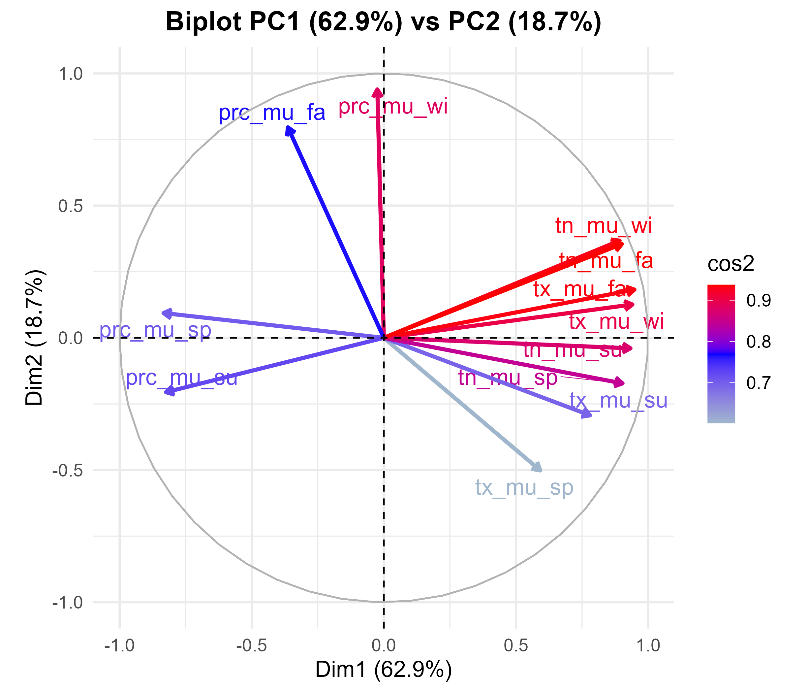 Biplot PC1 (62.9%) vs PC2 (18.7%)
1.0
prc_mu_fa
prc_mu_wi
0.5
tn_mu_wi
tn_mu_fa
tx_mu_fa
tx_mu_wi
prc_mu_sp
0.0
tn_mu_su
prc_mu_su
tn_mu_sp
tx_mu_su
-0.5
tx_mu_sp
-1.0
-1.0 -0.5 0.0 0.5 1.0
Dim1 (62.9%)
Dim2 (18.7%)
cos2
0.9
0.8
0.7